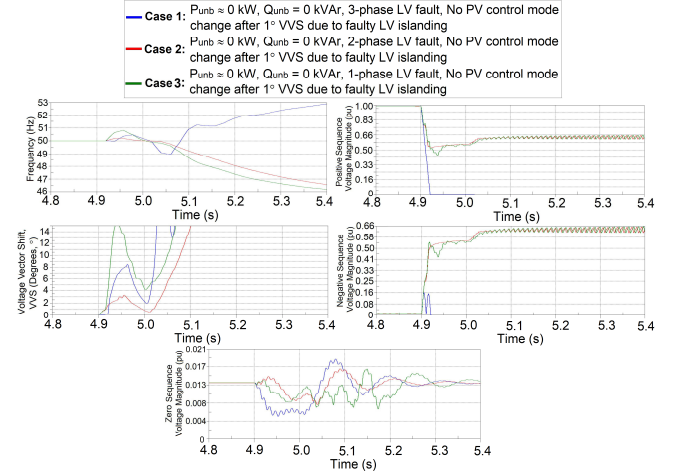 Case 1: Punb ≈ 0 kW, Qunb = 0 kVAr, 3-phase LV fault, No PV control mode
change after 1° VVS due to faulty LV islanding
Case 2: Punb ≈ 0 kW, Qunb = 0 kVAr, 2-phase LV fault, No PV control mode
change after 1° VVS due to faulty LV islanding
Case 3: Punb ≈ 0 kW, Qunb = 0 kVAr, 1-phase LV fault, No PV control mode
change after 1° VVS due to faulty LV islanding
Frequency (Hz)
53
52
51
50
49
48
47
46
4.8 4.9 5.0 5.1 5.2 5.3 5.4
Time (s)
Positive Sequence
Voltage Magnitude (pu)
1.00
0.83
0.66
0.50
0.33
0.16
0
4.8 4.9 5.0 5.1 5.2 5.3 5.4
Time (s)
Voltage Vector Shift,
VVS (Degrees, °)
14
12
10
8
6
4
2
0
4.8 4.9 5.0 5.1 5.2 5.3 5.4
Time (s)
Negative Sequence
Voltage Magnitude (pu)
0.66
0.58
0.50
0.41
0.33
0.25
0.16
0.08
0
4.8 4.9 5.0 5.1 5.2 5.3 5.4
Time (s)
Zero Sequence
Voltage Magnitude (pu)
0.021
0.017
0.013
0.008
0.004
0
4.8 4.9 5.0 5.1 5.2 5.3 5.4
Time (s)